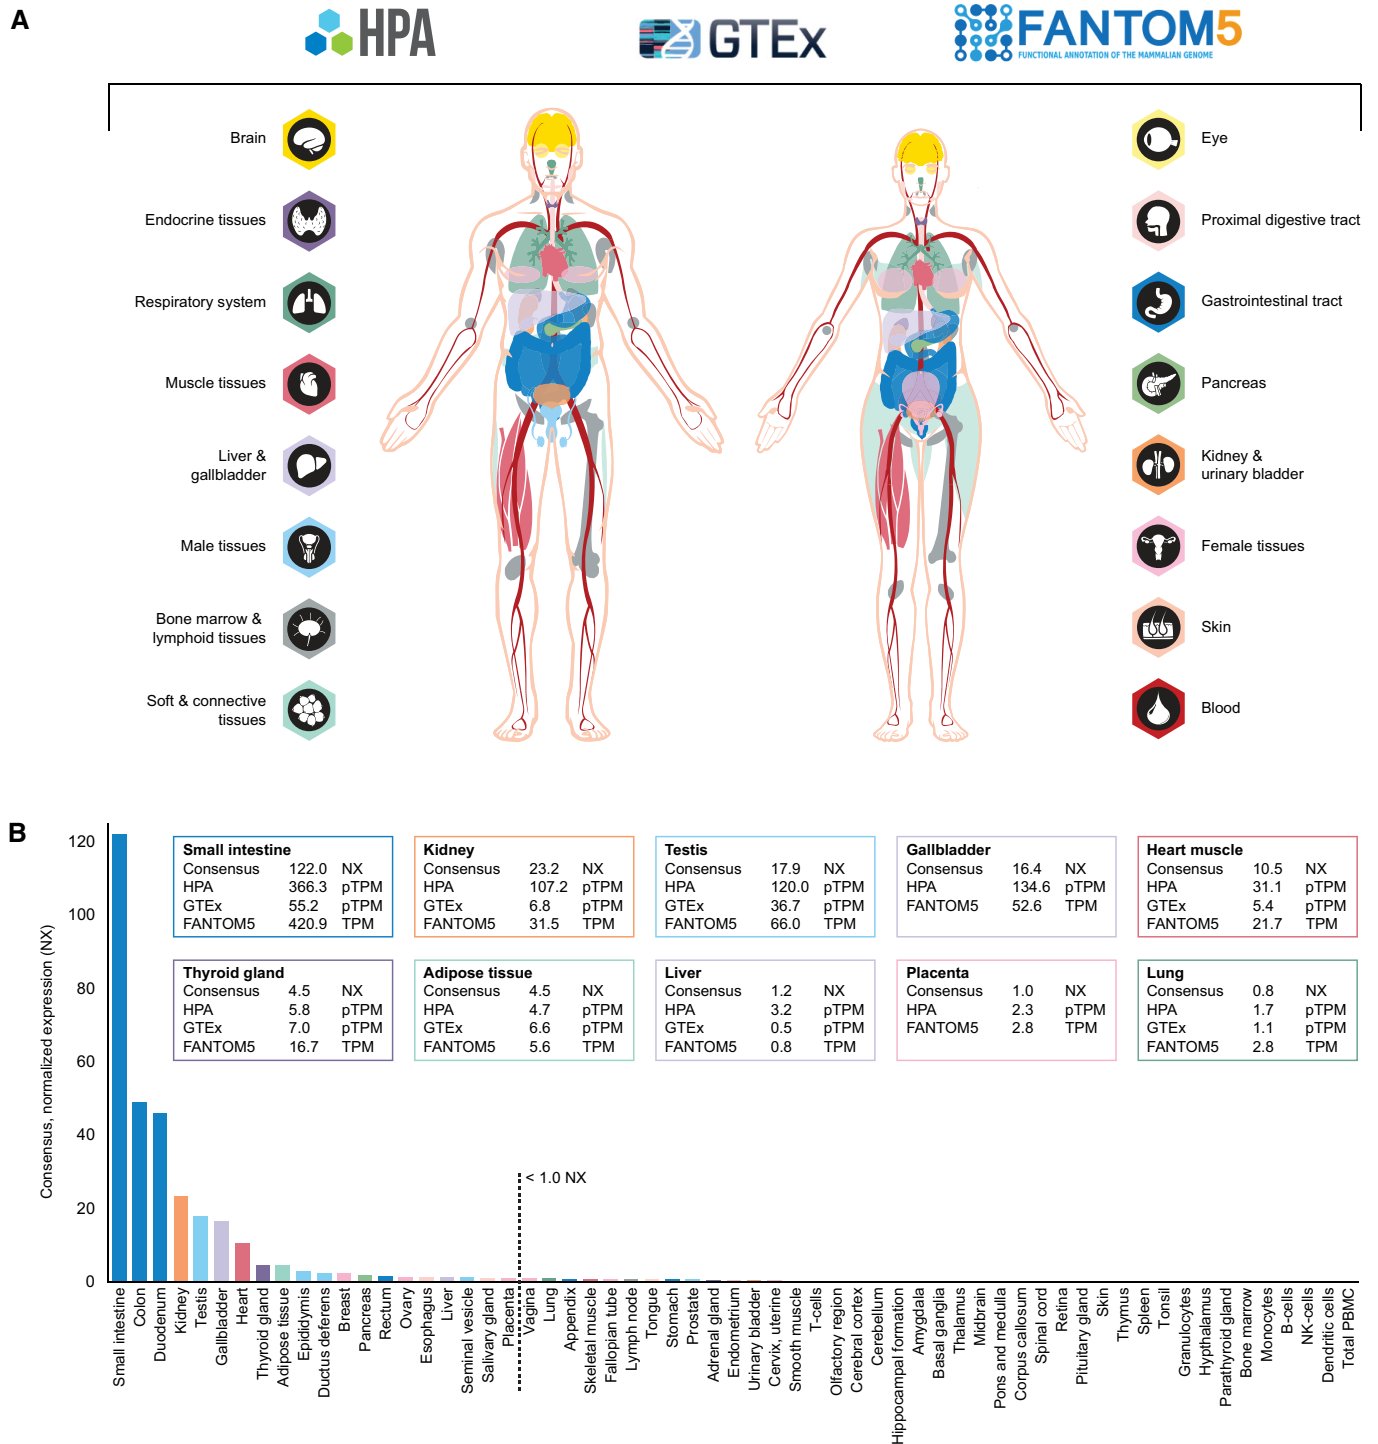 A
HPA
GTEx
FANTOM5
FUNCTIONAL ANNOTATION OF THE MAMMALIAN GENOME
Brain
Endocrine tissues
Respiratory system
Muscle tissues
Liver &
gallbladder
Male tissues
Bone marrow &
lymphoid tissues
Soft & connective
tissues
Eye
Proximal digestive tract
Gastrointestinal tract
Pancreas
Kidney &
urinary bladder
Female tissues
Skin
Blood
B
Consensus, normalized expression (NX)
120
100
80
60
40
20
0
Small intestine
Consensus 122.0 NX
HPA 366.3 pTPM
GTEx 55.2 pTPM
FANTOM5 420.9 TPM
Kidney
Consensus 23.2 NX
HPA 107.2 pTPM
GTEx 6.8 pTPM
FANTOM5 31.5 TPM
Testis
Consensus 17.9 NX
HPA 120.0 pTPM
GTEx 36.7 pTPM
FANTOM5 66.0 TPM
Gallbladder
Consensus 16.4 NX
HPA 134.6 pTPM
FANTOM5 52.6 TPM
Heart muscle
Consensus 10.5 NX
HPA 31.1 pTPM
GTEx 5.4 pTPM
FANTOM5 21.7 TPM
Thyroid gland
Consensus 4.5 NX
HPA 5.8 pTPM
GTEx 7.0 pTPM
FANTOM5 16.7 TPM
Adipose tissue
Consensus 4.5 NX
HPA 4.7 pTPM
GTEx 6.6 pTPM
FANTOM5 5.6 TPM
Liver
Consensus 1.2 NX
HPA 3.2 pTPM
GTEx 0.5 pTPM
FANTOM5 0.8 TPM
Placenta
Consensus 1.0 NX
HPA 2.3 pTPM
FANTOM5 2.8 TPM
Lung
Consensus 0.8 NX
HPA 1.7 pTPM
GTEx 1.1 pTPM
FANTOM5 2.8 TPM
< 1.0 NX
Small intestine
Colon
Duodenum
Kidney
Testis
Gallbladder
Heart
Thyroid gland
Adipose tissue
Epididymis
Ductus deferens
Breast
Pancreas
Rectum
Ovary
Esophagus
Liver
Seminal vesicle
Salivary gland
Placenta
Vagina
Lung
Appendix
Skeletal muscle
Fallopian tube
Lymph node
Tongue
Stomach
Prostate
Adrenal gland
Endometrium
Urinary bladder
Cervix, uterine
Smooth muscle
T-cells
Olfactory region
Cerebral cortex
Cerebellum
Hippocampal formation
Amygdala
Basal ganglia
Thalamus
Midbrain
Pons and medulla
Corpus callosum
Spinal cord
Retina
Pituitary gland
Skin
Thymus
Spleen
Tonsil
Granulocytes
Hypthalamus
Parathyroid gland
Bone marrow
Monocytes
B-cells
NK-cells
Dendritic cells
Total PBMC